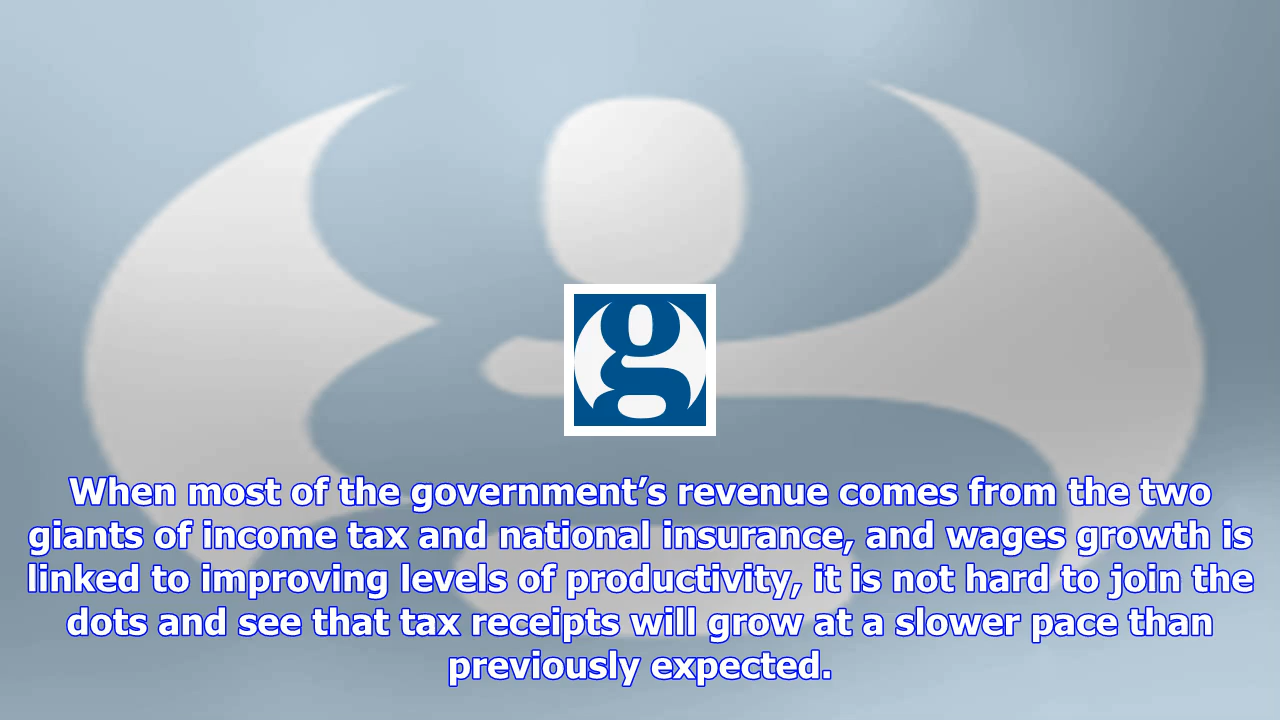 g
When most of the government’s revenue comes from the two
giants of income tax and national insurance, and wages growth is
linked to improving levels of productivity, it is not hard to join the
dots and see that tax receipts will grow at a slower pace than
previously expected.